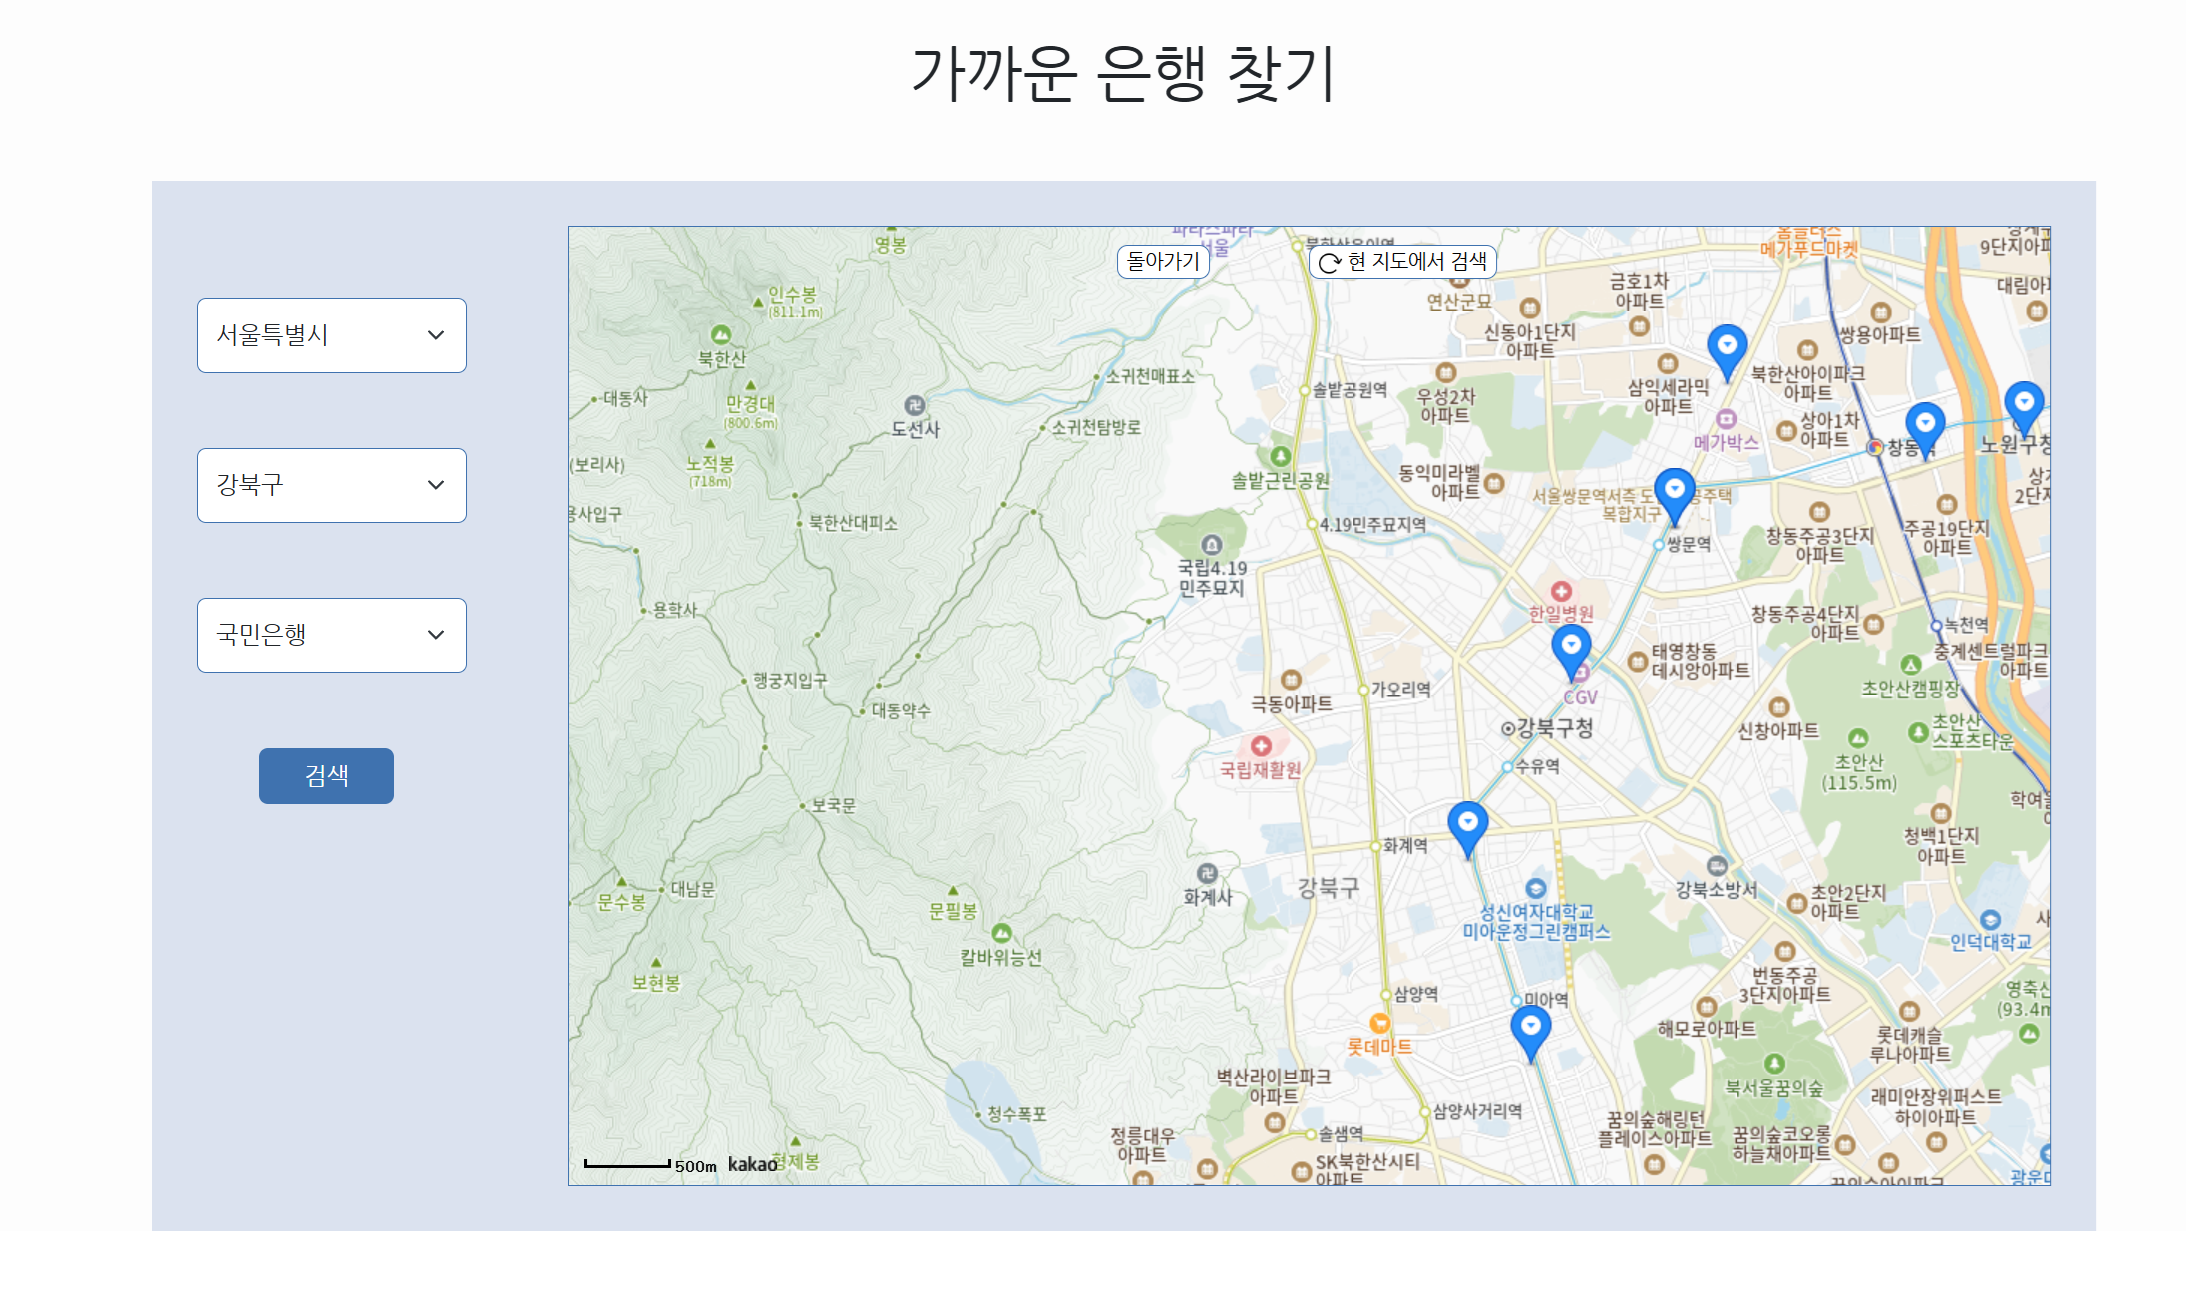 가까운 은행 찾기
서울특별시
강북구
국민은행
검색
돌아가기
현 지도에서 검색
영봉
인수봉
(811.1m)
북한산
대동사
만경대
(800.6m)
노적봉
(718m)
(보리사)
도선사
소귀천매표소
소귀천탐방로
북한산대피소
용학사
행궁지입구
대동약수
보국문
대남문
문수봉
문필봉
칼바위능선
보현봉
청수폭포
형제봉
500m
kakao
솔밭공원역
솔밭근린공원
4.19민주묘지역
국립4.19
민주묘지
연산군묘
신동아1단지
아파트
금호1차
아파트
메가푸드마켓
9단지아파
쌍용아파트
우성2차
아파트
삼익세라믹
아파트
북한산아이파크
아파트
메가박스
상아1차
아파트
동익미라벨
아파트
서울쌍문역서측
복합지구
쌍문역
창동주공3단지
아파트
주공19단지
아파트
한일병원
창동주공4단지
아파트
녹천역
중계센트럴파크
아파트
태영창동
데시앙아파트
초안산캠핑장
CGV
강북구청
신창아파트
초안산
스포츠타운
초안산
(115.5m)
극동아파트
가오리역
국립재활원
수유역
화계역
강북구
화계사
청백1단지
아파트
강북소방서
초안2단지
아파트
성신여자대학교
미아운정그린캠퍼스
인덕대학교
번동주공
3단지아파트
삼양역
미아역
롯데마트
해모로아파트
롯데캐슬
루나아파트
영축산
(93.4m
벽산라이브파크
아파트
북서울꿈의숲
래미안장위퍼스트
하이아파트
삼양사거리역
꿈의숲해링턴
플레이스아파트
꿈의숲코오롱
하늘채아파트
정릉대우
아파트
솔샘역
SK북한산시티
아파트